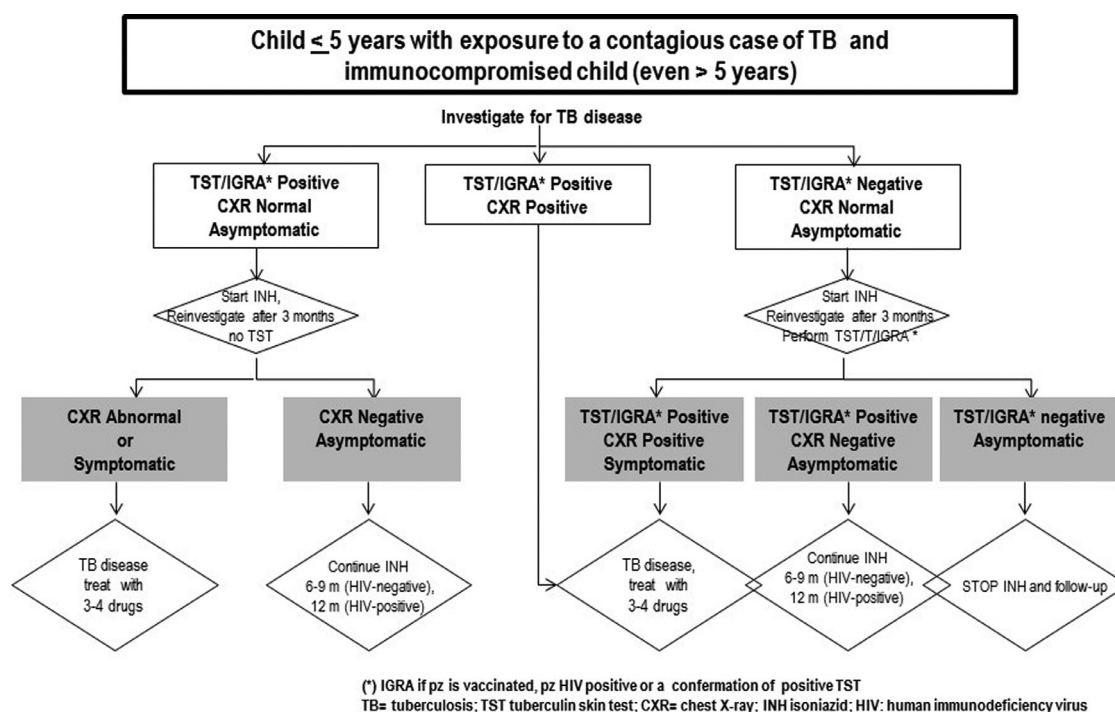 Child < 5 years with exposure to a contagious case of TB and
immunocompromised child (even > 5 years)
Investigate for TB disease
TST/IGRA* Positive
CXR Normal
Asymptomatic
TST/IGRA* Positive
CXR Positive
TST/IGRA* Negative
CXR Normal
Asymptomatic
Start INH,
Reinvestigate after 3 months
no TST
Start INH
Reinvestigate after 3 months
Perform TST/T/IGRA *
CXR Abnormal
or
Symptomatic
CXR Negative
Asymptomatic
TST/IGRA* Positive
CXR Positive
Symptomatic
TST/IGRA* Positive
CXR Negative
Asymptomatic
TST/IGRA* negative
Asymptomatic
TB disease
treat with
3-4 drugs
Continue INH
6-9 m (HIV-negative),
12 m (HIV-positive)
TB disease,
treat with
3-4 drugs
Continue INH
6-9 m (HIV-negative),
12 m (HIV-positive)
STOP INH and follow-up
(*) IGRA if pz is vaccinated, pz HIV positive or a confermation of positive TST
TB= tuberculosis; TST tuberculin skin test; CXR= chest X-ray; INH isoniazid; HIV: human immunodeficiency virus